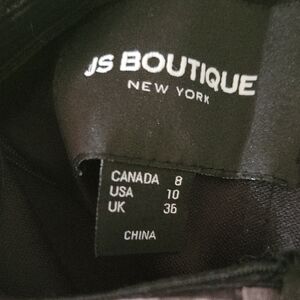 JS BOUTIQUE
NEW YORK
CANADA 8
USA 10
UK 36
CHINA